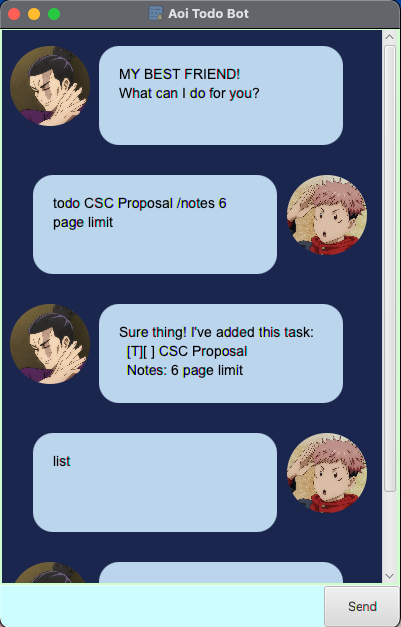 Aoi Todo Bot
MY BEST FRIEND!
What can I do for you?
todo CSC Proposal /notes 6
page limit
Sure thing! I've added this task:
[T][ ] CSC Proposal
Notes: 6 page limit
list
Send